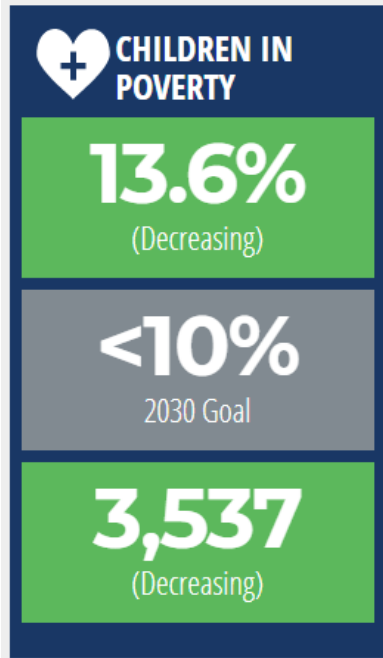 CHILDREN IN
POVERTY
13.6%
(Decreasing)
<10%
2030 Goal
3,537
(Decreasing)